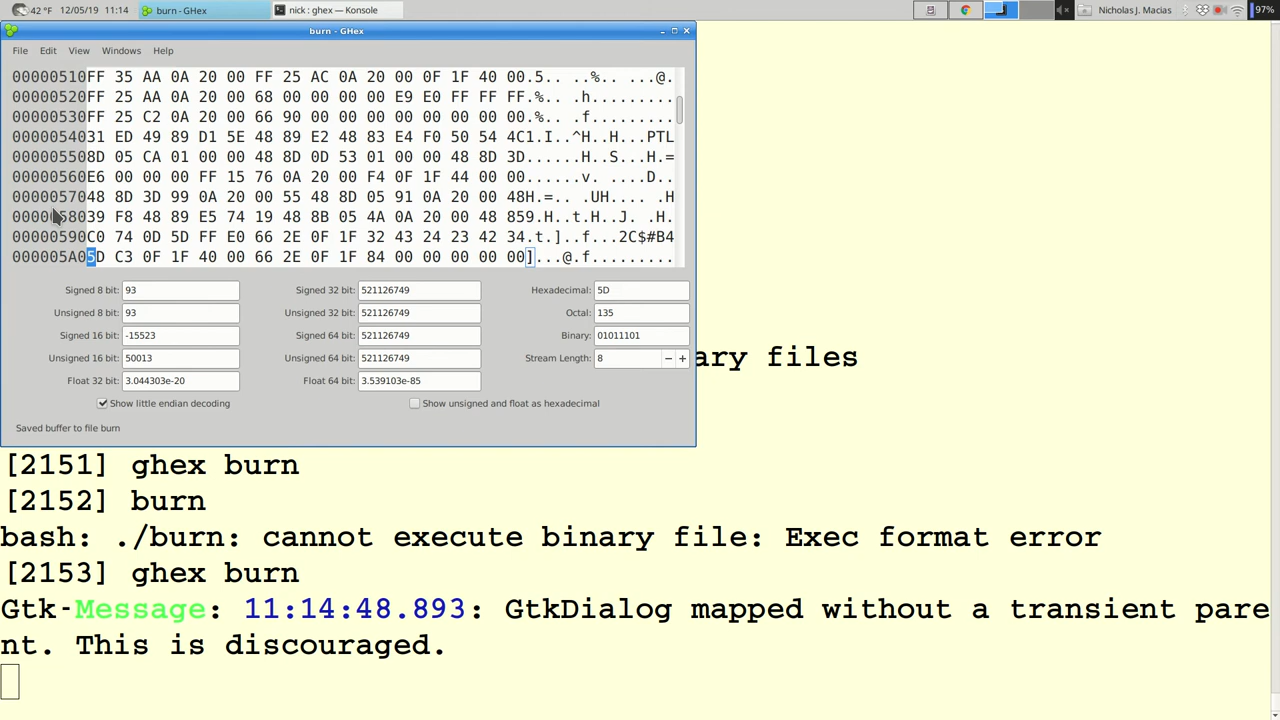 42 °F 12/05/19 11:14 burn - GHex nick : ghex — Konsole Nicholas J. Macias 97%
burn - GHex
File Edit View Windows Help
00000510FF 35 AA 0A 20 00 FF 25 AC 0A 20 00 0F 1F 40 00.5.. ..%.. ...@.
00000520FF 25 AA 0A 20 00 68 00 00 00 00 E9 E0 FF FF FF.%.. .h.........
00000530FF 25 C2 0A 20 00 66 90 00 00 00 00 00 00 00 00.%.. .f.........
0000054031 ED 49 89 D1 5E 48 89 E2 48 83 E4 F0 50 54 4C1.I..^H..H...PTL
000005508D 05 CA 01 00 00 48 8D 0D 53 01 00 00 48 8D 3D......H..S...H.=
00000560E6 00 00 00 FF 15 76 0A 20 00 F4 0F 1F 44 00 00......v. ....D..
0000057048 8D 3D 99 0A 20 00 55 48 8D 05 91 0A 20 00 48H.=.. .UH.... .H
0000058039 F8 48 89 E5 74 19 48 8B 05 4A 0A 20 00 48 859.H..t.H..J. .H.
00000590C0 74 0D 5D FF E0 66 2E 0F 1F 32 43 24 23 42 34.t.]..f...2C$#B4
000005A05D C3 0F 1F 40 00 66 2E 0F 1F 84 00 00 00 00 00]...@.f.........
Signed 8 bit: 93 Signed 32 bit: 521126749 Hexadecimal: 5D
Unsigned 8 bit: 93 Unsigned 32 bit: 521126749 Octal: 135
Signed 16 bit: -15523 Signed 64 bit: 521126749 Binary: 01011101
Unsigned 16 bit: 50013 Unsigned 64 bit: 521126749 Stream Length: 8 − +
Float 32 bit: 3.044303e-20 Float 64 bit: 3.539103e-85
Show little endian decoding Show unsigned and float as hexadecimal
Saved buffer to file burn
ary files
[2151] ghex burn
[2152] burn
bash: ./burn: cannot execute binary file: Exec format error
[2153] ghex burn
Gtk-Message: 11:14:48.893: GtkDialog mapped without a transient pare
nt. This is discouraged.